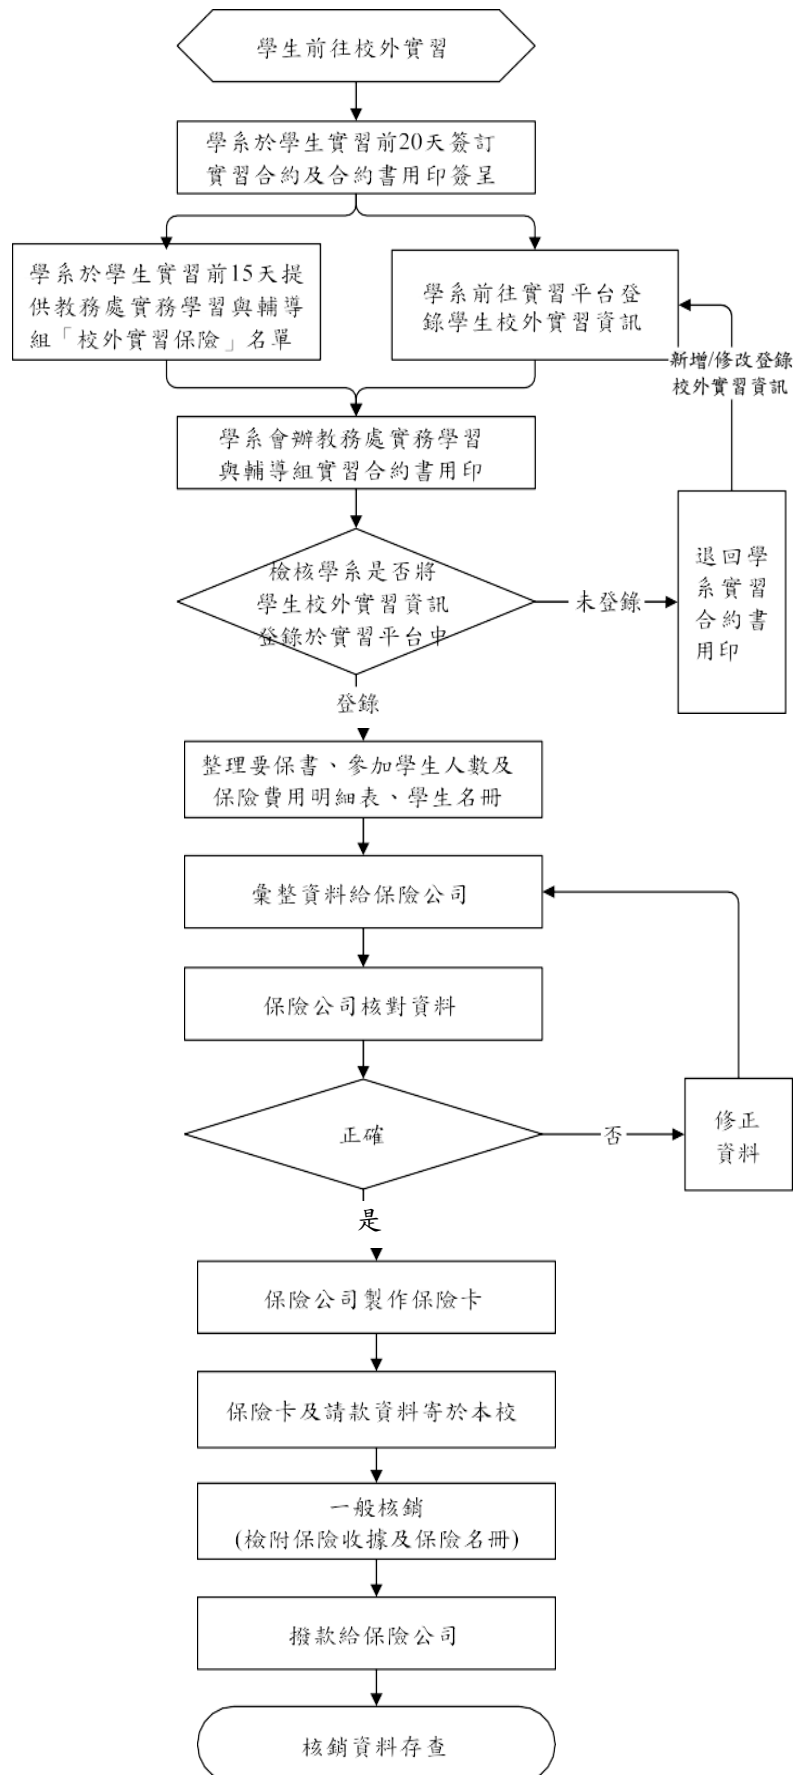 學生前往校外實習
學系於學生實習前20天簽訂
實習合約及合約書用印簽呈
學系於學生實習前15天提
供教務處實務學習與輔導
組「校外實習保險」名單
學系前往實習平台登
錄學生校外實習資訊
新增/修改登錄
校外實習資訊
學系會辦教務處實務學習
與輔導組實習合約書用印
檢核學系是否將
學生校外實習資訊
登錄於實習平台中
未登錄
退回學
系實習
合約書
用印
登錄
整理要保書、參加學生人數及
保險費用明細表、學生名冊
彙整資料給保險公司
保險公司核對資料
正確
否
修正
資料
是
保險公司製作保險卡
保險卡及請款資料寄於本校
一般核銷
(檢附保險收據及保險名冊)
撥款給保險公司
核銷資料存查